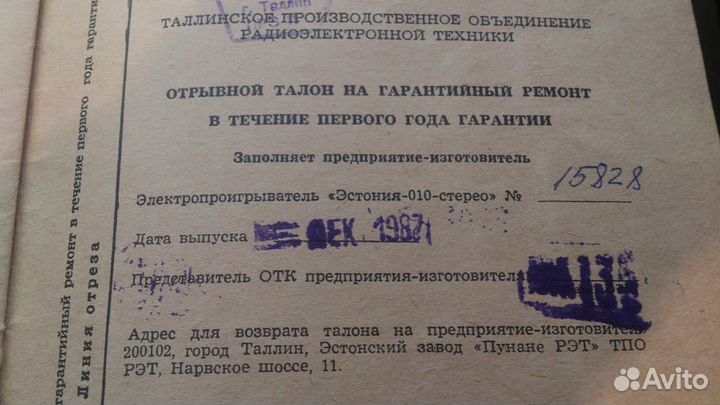 г. Таллин
ТАЛЛИНСКОЕ ПРОИЗВОДСТВЕННОЕ ОБЪЕДИНЕНИЕ
РАДИОЭЛЕКТРОННОЙ ТЕХНИКИ
ОТРЫВНОЙ ТАЛОН НА ГАРАНТИЙНЫЙ РЕМОНТ
В ТЕЧЕНИЕ ПЕРВОГО ГОДА ГАРАНТИИ
Заполняет предприятие-изготовитель
Электропроигрыватель «Эстония-010-стерео» № 15828
Дата выпуска ДЕК 1987
Представитель ОТК предприятия-изготовителя
Адрес для возврата талона на предприятие-изготовитель
200102, город Таллин, Эстонский завод «Пунане РЭТ» ТПО
РЭТ, Нарвское шоссе, 11.
гарантийный ремонт в течение первого года гарантии
Линия отреза
Avito